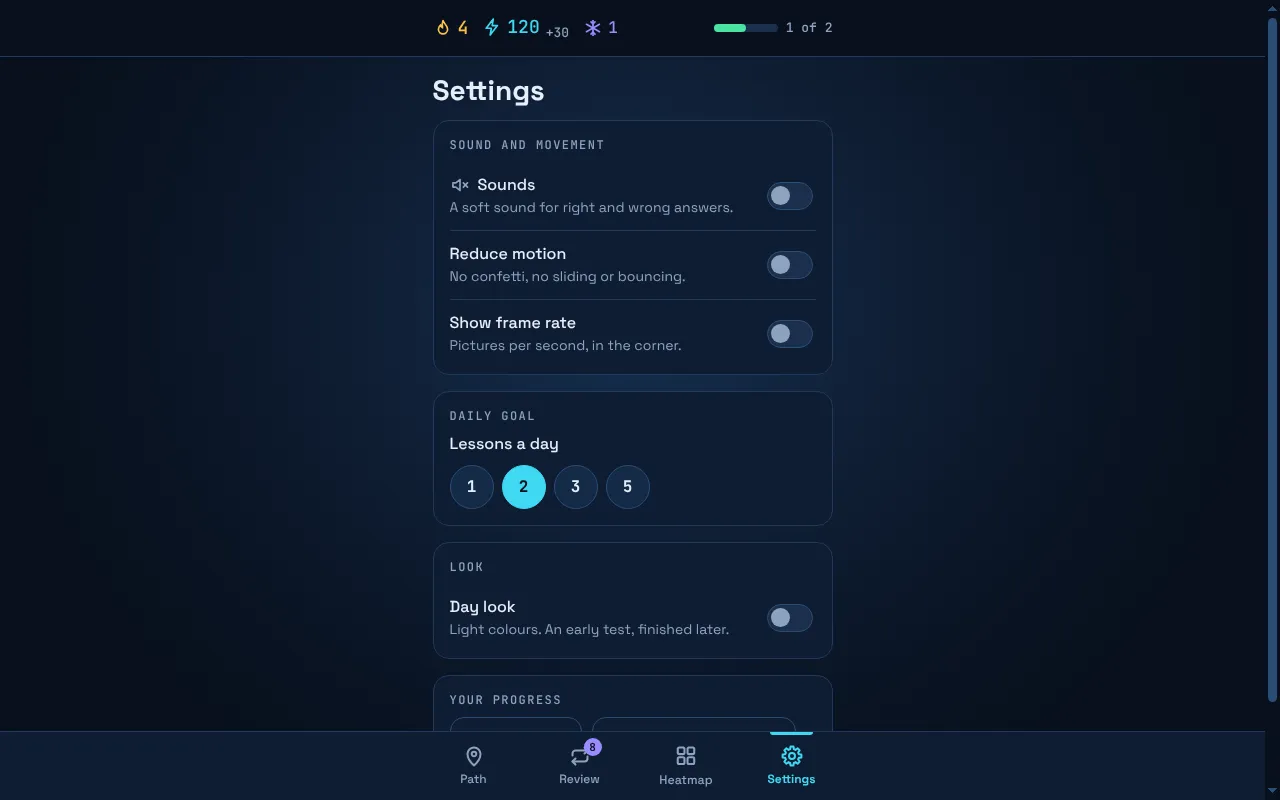 4 120 +30 1 1 of 2
Settings
SOUND AND MOVEMENT
Sounds
A soft sound for right and wrong answers.
Reduce motion
No confetti, no sliding or bouncing.
Show frame rate
Pictures per second, in the corner.
DAILY GOAL
Lessons a day
1 2 3 5
LOOK
Day look
Light colours. An early test, finished later.
YOUR PROGRESS
8
Path Review Heatmap Settings